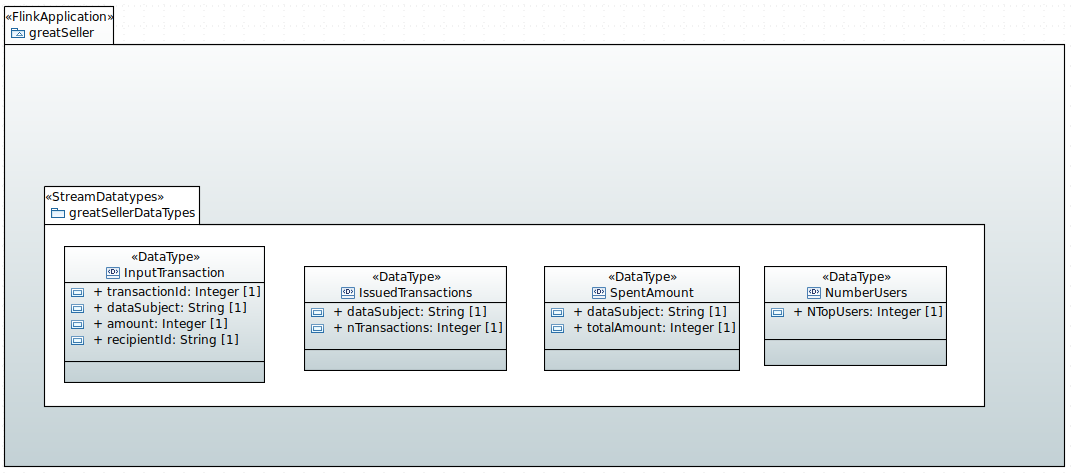 «FlinkApplication»
greatSeller
«StreamDatatypes»
greatSellerDataTypes
«DataType»
InputTransaction
+ transactionId: Integer [1]
+ dataSubject: String [1]
+ amount: Integer [1]
+ recipientId: String [1]
«DataType»
IssuedTransactions
+ dataSubject: String [1]
+ nTransactions: Integer [1]
«DataType»
SpentAmount
+ dataSubject: String [1]
+ totalAmount: Integer [1]
«DataType»
NumberUsers
+ NTopUsers: Integer [1]